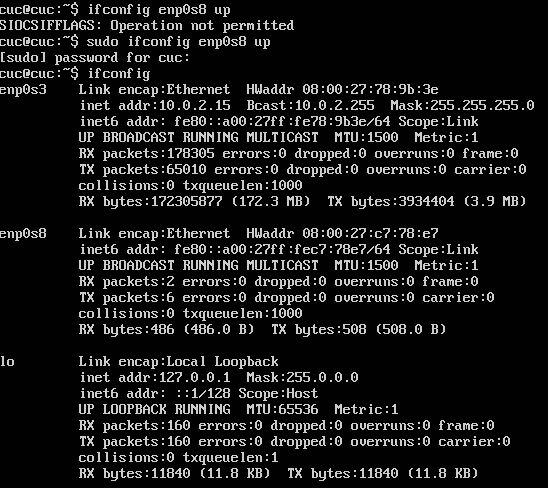 cuc@cuc:~$ ifconfig enp0s8 up
SIOCSIFFLAGS: Operation not permitted
cuc@cuc:~$ sudo ifconfig enp0s8 up
[sudo] password for cuc:
cuc@cuc:~$ ifconfig
enp0s3    Link encap:Ethernet  HWaddr 08:00:27:78:9b:3e
          inet addr:10.0.2.15  Bcast:10.0.2.255  Mask:255.255.255.0
          inet6 addr: fe80::a00:27ff:fe78:9b3e/64 Scope:Link
          UP BROADCAST RUNNING MULTICAST  MTU:1500  Metric:1
          RX packets:178305 errors:0 dropped:0 overruns:0 frame:0
          TX packets:65010 errors:0 dropped:0 overruns:0 carrier:0
          collisions:0 txqueuelen:1000
          RX bytes:172305877 (172.3 MB)  TX bytes:3934404 (3.9 MB)
enp0s8    Link encap:Ethernet  HWaddr 08:00:27:c7:78:e7
          inet6 addr: fe80::a00:27ff:fec7:78e7/64 Scope:Link
          UP BROADCAST RUNNING MULTICAST  MTU:1500  Metric:1
          RX packets:2 errors:0 dropped:0 overruns:0 frame:0
          TX packets:6 errors:0 dropped:0 overruns:0 carrier:0
          collisions:0 txqueuelen:1000
          RX bytes:486 (486.0 B)  TX bytes:508 (508.0 B)
lo        Link encap:Local Loopback
          inet addr:127.0.0.1  Mask:255.0.0.0
          inet6 addr: ::1/128 Scope:Host
          UP LOOPBACK RUNNING  MTU:65536  Metric:1
          RX packets:160 errors:0 dropped:0 overruns:0 frame:0
          TX packets:160 errors:0 dropped:0 overruns:0 carrier:0
          collisions:0 txqueuelen:1
          RX bytes:11840 (11.8 KB)  TX bytes:11840 (11.8 KB)